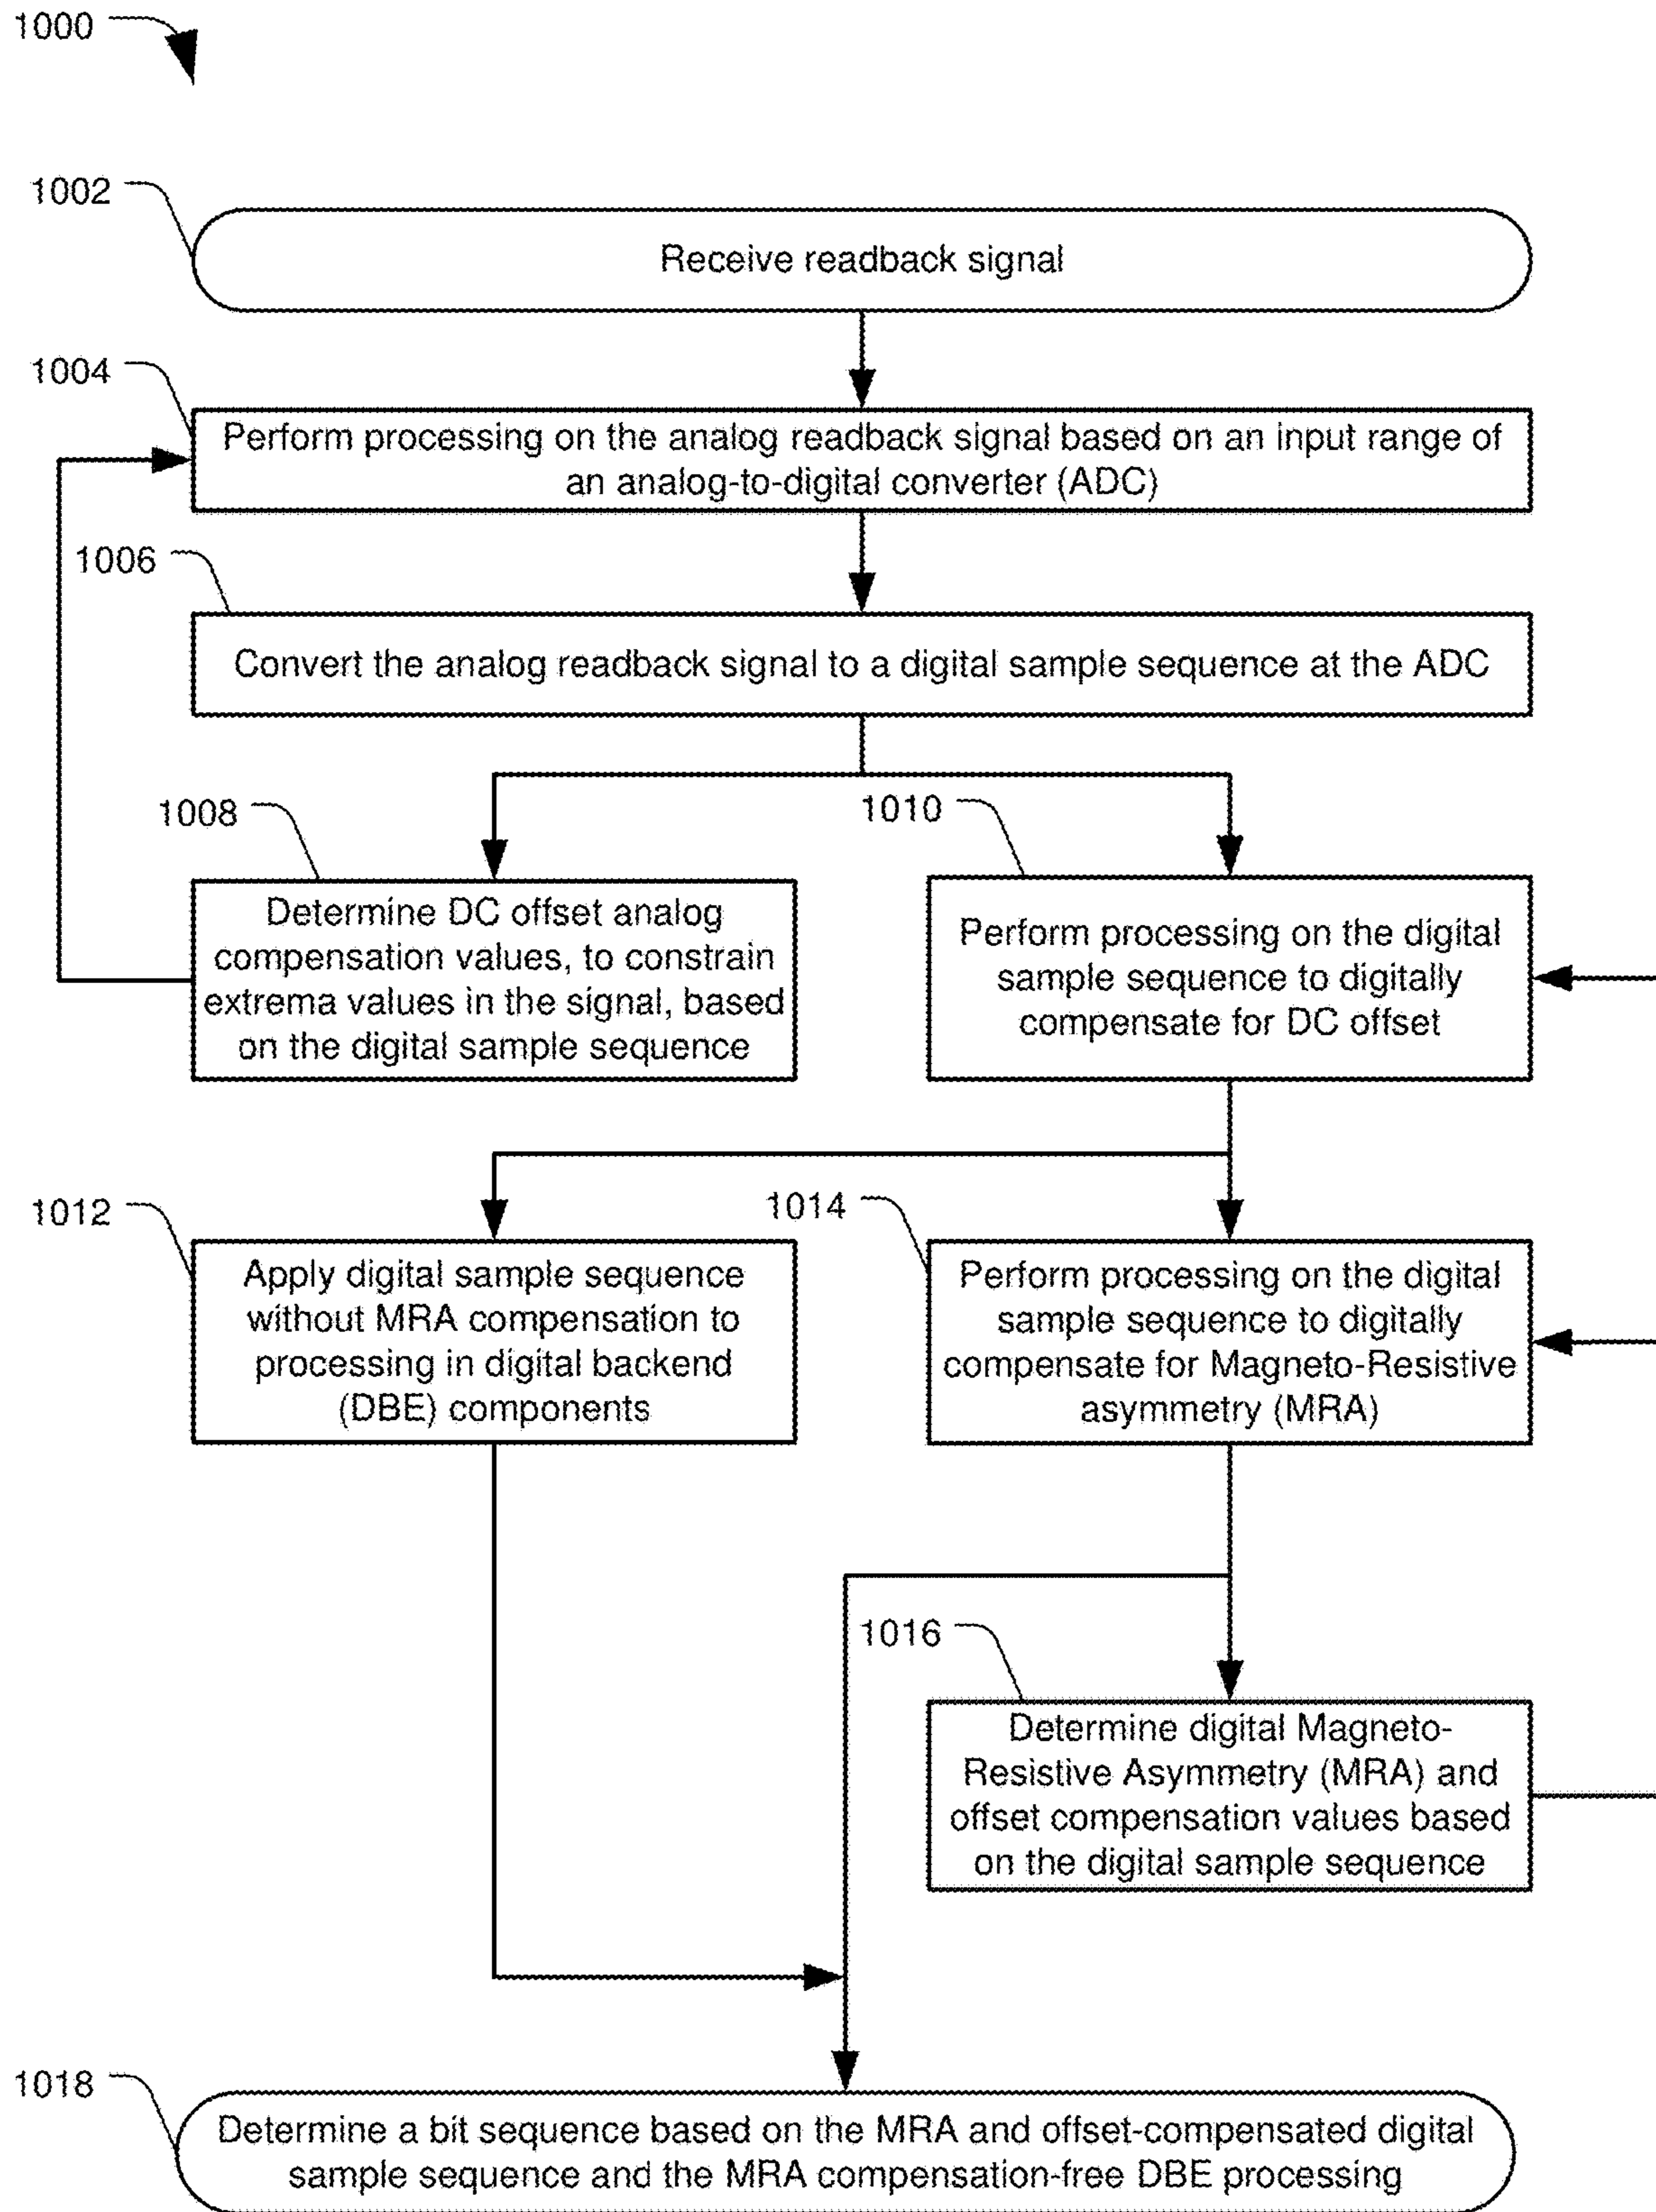 1000
1002
Receive readback signal
1004
Perform processing on the analog readback signal based on an input range of
an analog-to-digital converter (ADC)
1006
Convert the analog readback signal to a digital sample sequence at the ADC
1008
Determine DC offset analog
compensation values, to constrain
extrema values in the signal, based
on the digital sample sequence
1010
Perform processing on the digital
sample sequence to digitally
compensate for DC offset
1012
Apply digital sample sequence
without MRA compensation to
processing in digital backend
(DBE) components
1014
Perform processing on the digital
sample sequence to digitally
compensate for Magneto-Resistive
asymmetry (MRA)
1016
Determine digital Magneto-
Resistive Asymmetry (MRA) and
offset compensation values based
on the digital sample sequence
1018
Determine a bit sequence based on the MRA and offset-compensated digital
sample sequence and the MRA compensation-free DBE processing